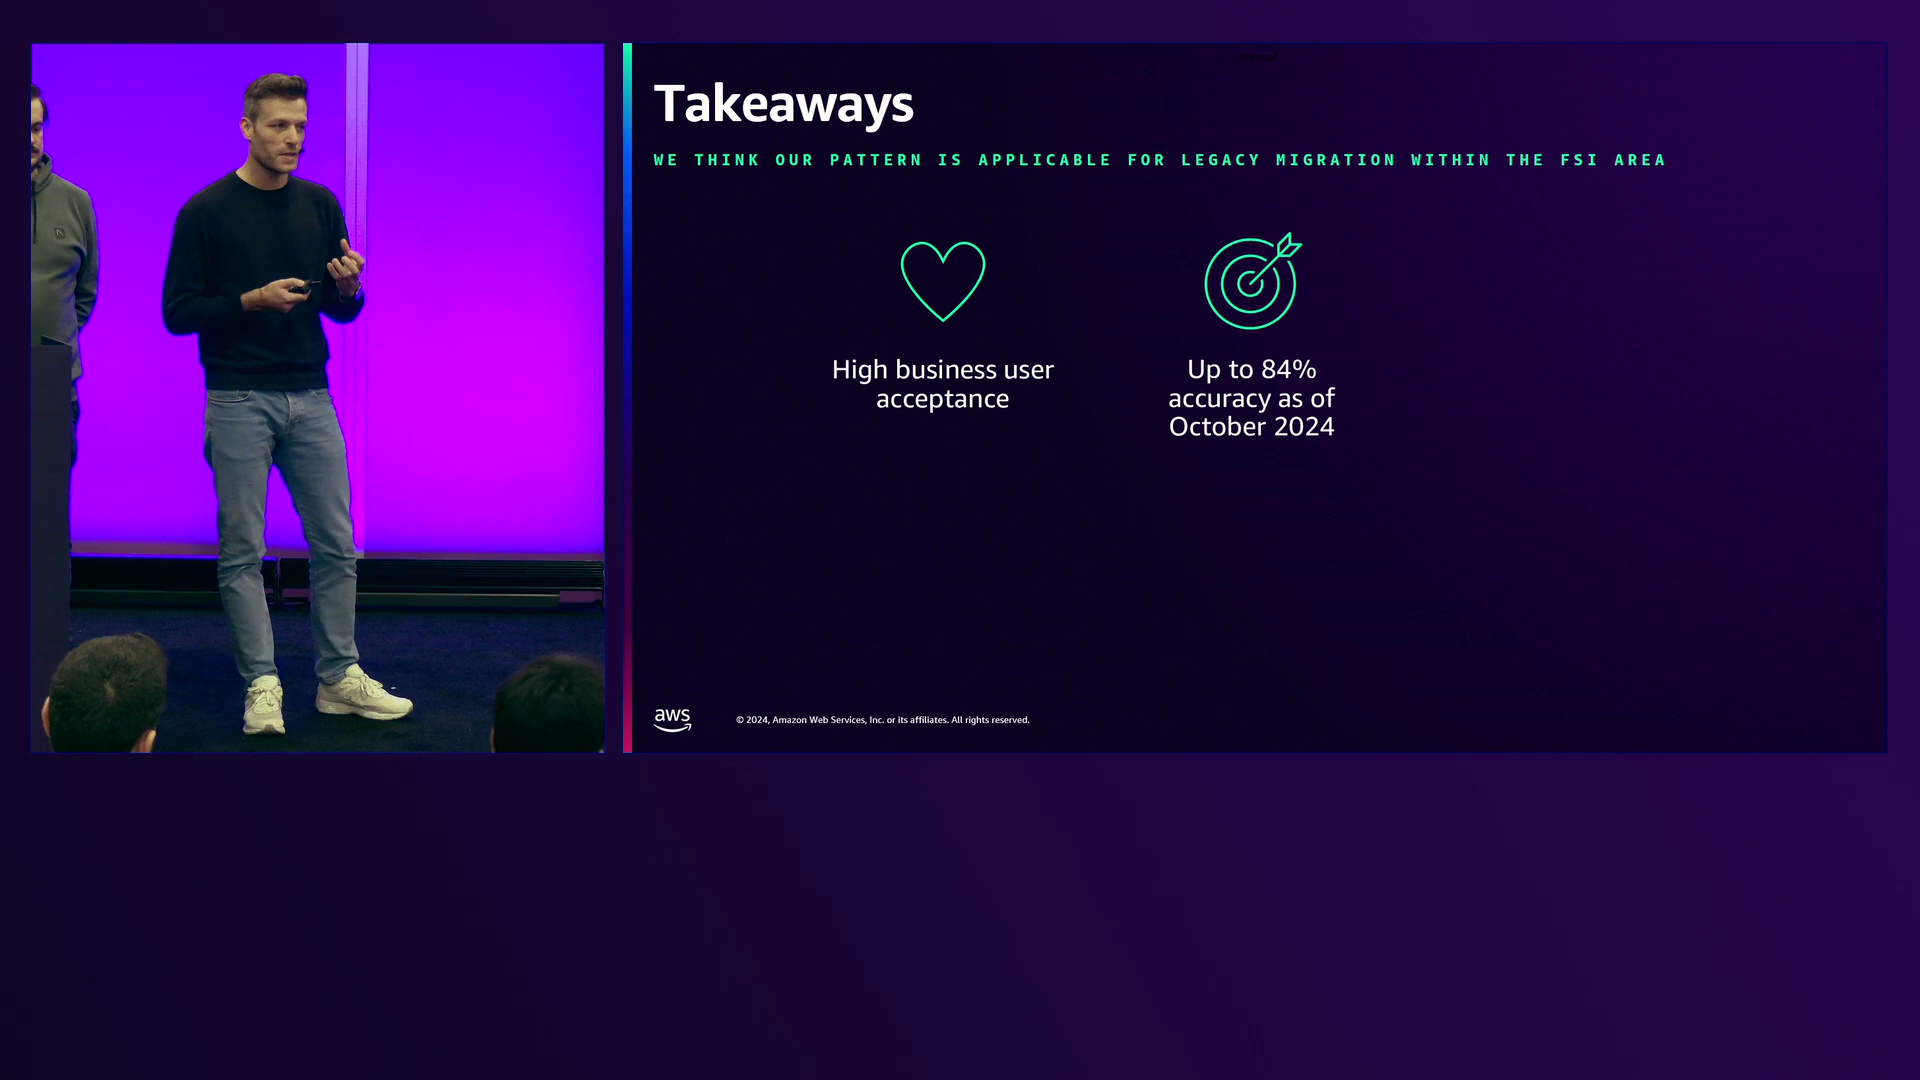 Takeaways
WE THINK OUR PATTERN IS APPLICABLE FOR LEGACY MIGRATION WITHIN THE FSI AREA
High business user
acceptance
Up to 84%
accuracy as of
October 2024
aws
© 2024, Amazon Web Services, Inc. or its affiliates. All rights reserved.